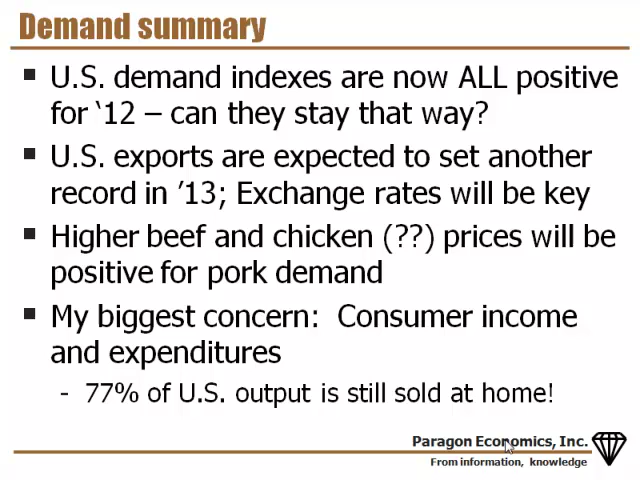 Demand summary
▪ U.S. demand indexes are now ALL positive
for ‘12 – can they stay that way?
▪ U.S. exports are expected to set another
record in ’13; Exchange rates will be key
▪ Higher beef and chicken (??) prices will be
positive for pork demand
▪ My biggest concern:  Consumer income
and expenditures
- 77% of U.S. output is still sold at home!
Paragon Economics, Inc.
From information, knowledge